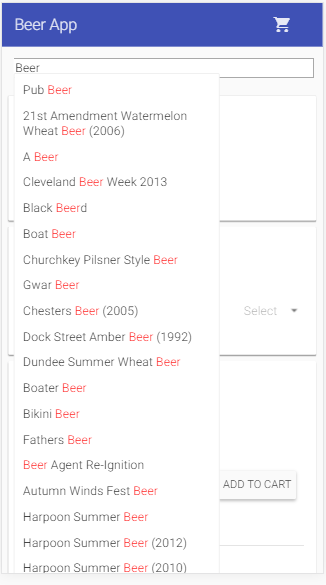 Beer App
Beer
Pub Beer
21st Amendment Watermelon
Wheat Beer (2006)
A Beer
Cleveland Beer Week 2013
Black Beerd
Boat Beer
Churchkey Pilsner Style Beer
Gwar Beer
Chesters Beer (2005)
Select
Dock Street Amber Beer (1992)
Dundee Summer Wheat Beer
Boater Beer
Bikini Beer
Fathers Beer
Beer Agent Re-Ignition
ADD TO CART
Autumn Winds Fest Beer
Harpoon Summer Beer
Harpoon Summer Beer (2012)
Harpoon Summer Beer (2010)